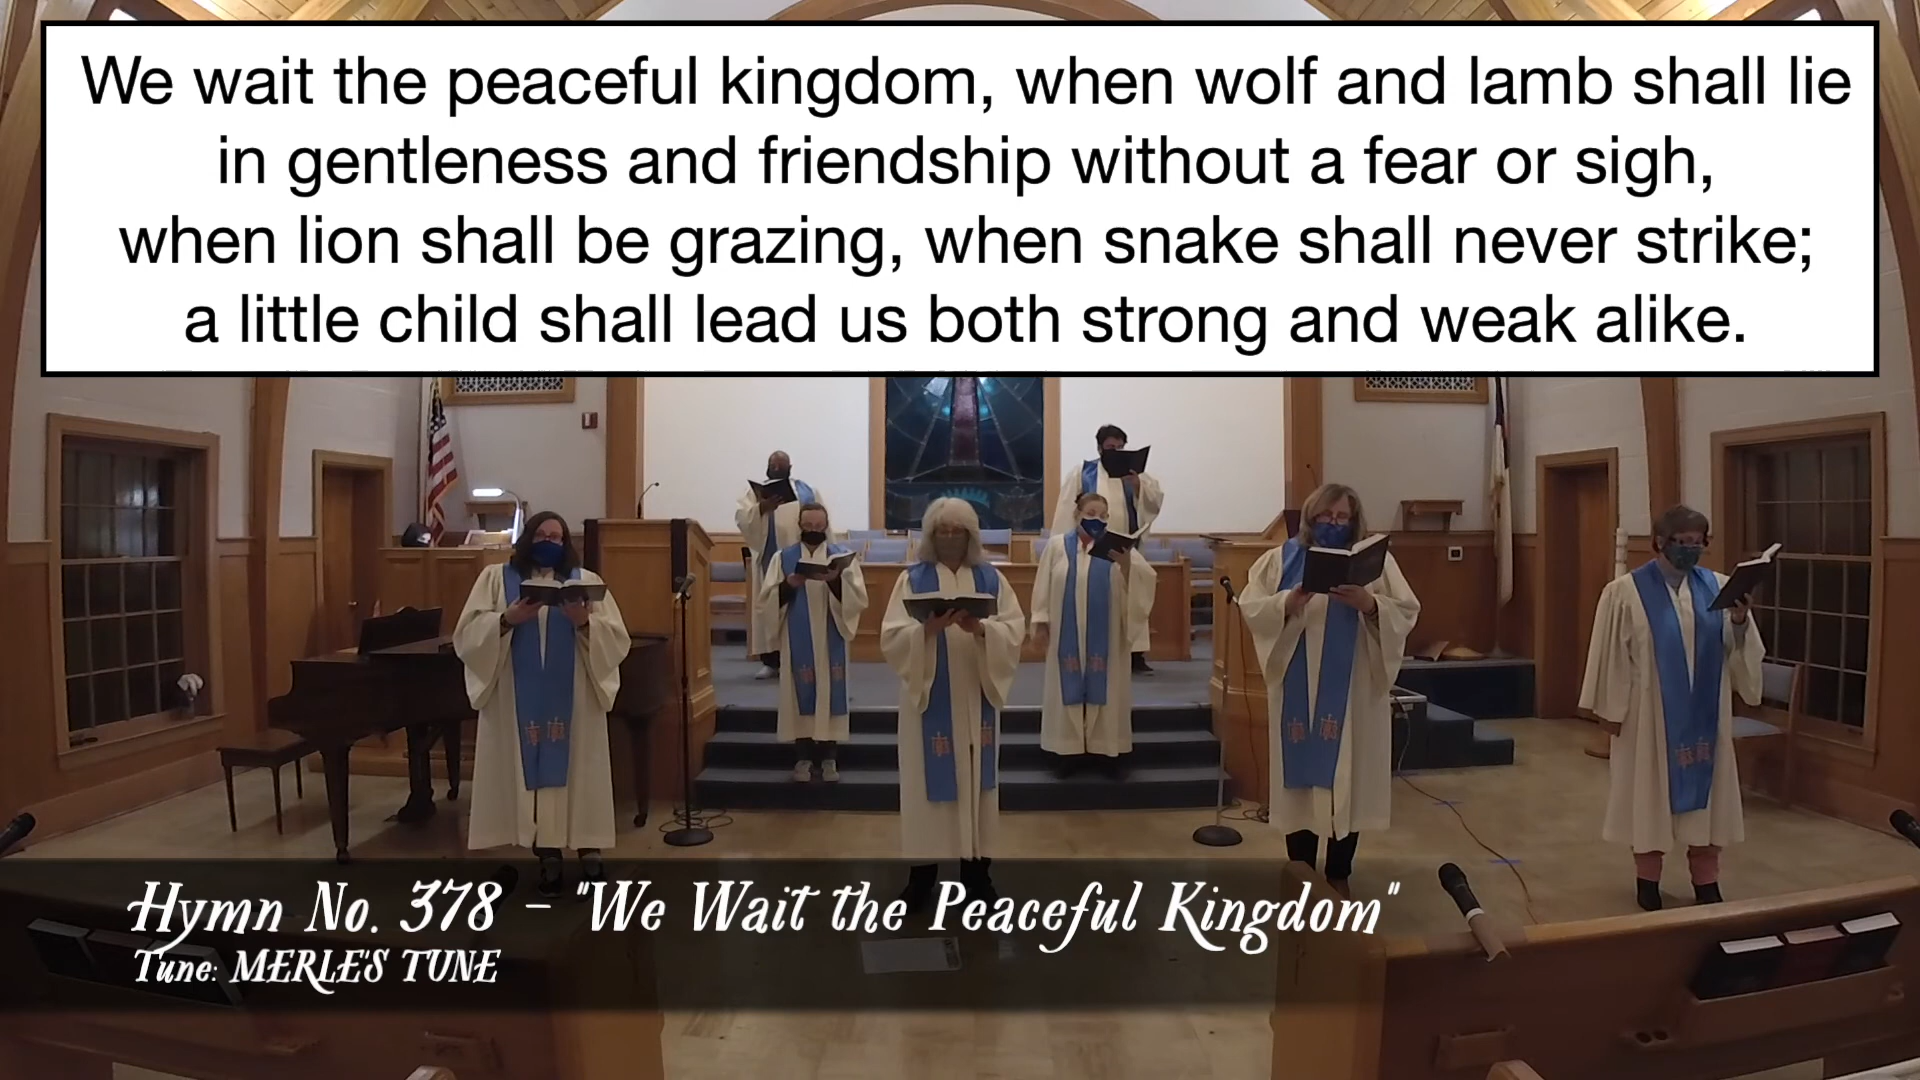 We wait the peaceful kingdom, when wolf and lamb shall lie
in gentleness and friendship without a fear or sigh,
when lion shall be grazing, when snake shall never strike;
a little child shall lead us both strong and weak alike.
Hymn No. 378 - "We Wait the Peaceful Kingdom"
Tune: MERLE'S TUNE